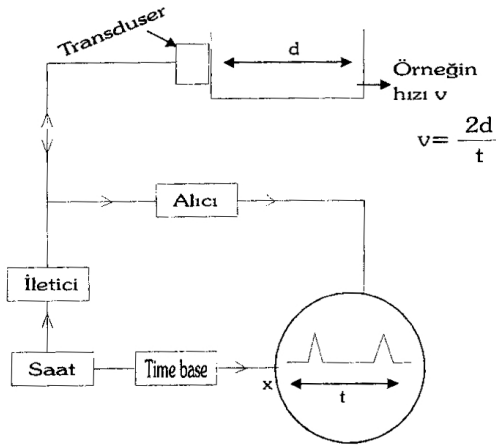 Transduser
d
Örneğin
hızı v
v= 2d
t
Alıcı
İletici
Saat
Time base
x
t